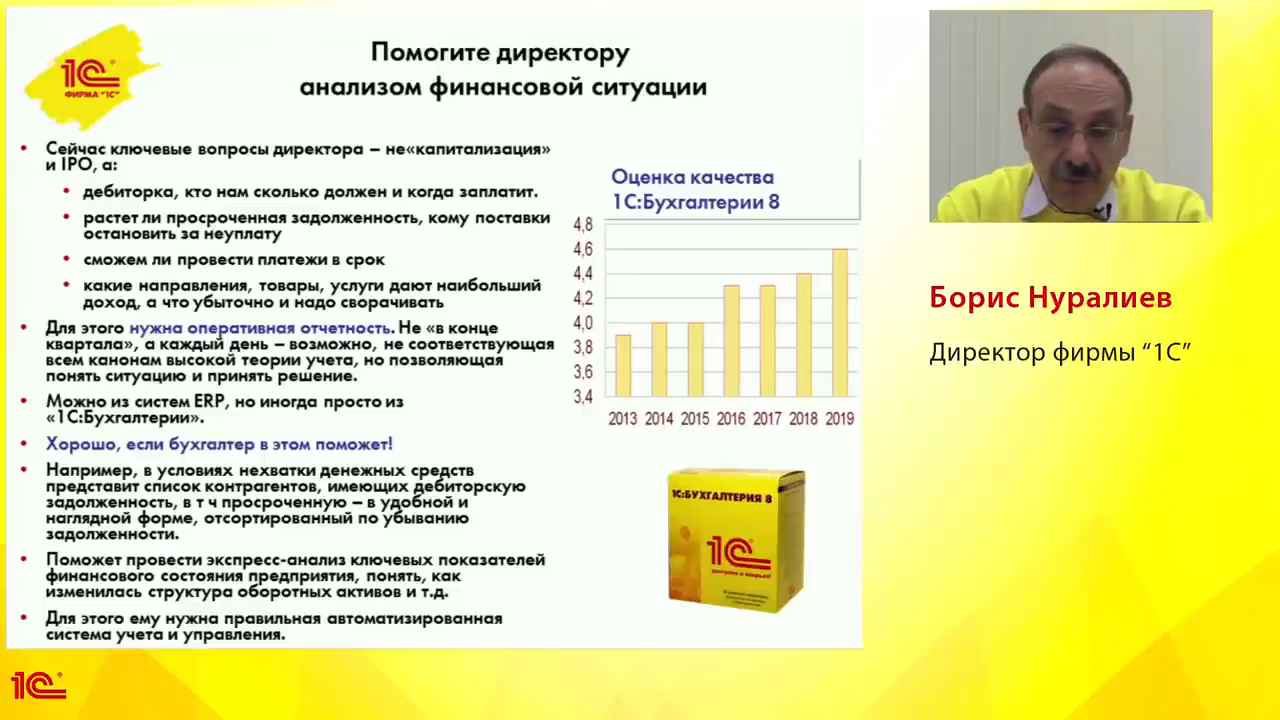 1С®
ФИРМА "1С"
Помогите директору
анализом финансовой ситуации
• Сейчас ключевые вопросы директора – не«капитализация»
и IPO, а:
• дебиторка, кто нам сколько должен и когда заплатит.
• растет ли просроченная задолженность, кому поставки
остановить за неуплату
• сможем ли провести платежи в срок
• какие направления, товары, услуги дают наибольший
доход, а что убыточно и надо сворачивать
• Для этого нужна оперативная отчетность. Не «в конце
квартала», а каждый день – возможно, не соответствующая
всем канонам высокой теории учета, но позволяющая
понять ситуацию и принять решение.
• Можно из систем ERP, но иногда просто из
«1С:Бухгалтерии».
• Хорошо, если бухгалтер в этом поможет!
• Например, в условиях нехватки денежных средств
представит список контрагентов, имеющих дебиторскую
задолженность, в т ч просроченную – в удобной и
наглядной форме, отсортированный по убыванию
задолженности.
• Поможет провести экспресс-анализ ключевых показателей
финансового состояния предприятия, понять, как
изменилась структура оборотных активов и т.д.
• Для этого ему нужна правильная автоматизированная
система учета и управления.
Оценка качества
1С:Бухгалтерии 8
4,8
4,6
4,4
4,2
4,0
3,8
3,6
3,4
2013 2014 2015 2016 2017 2018 2019
1С:БУХГАЛТЕРИЯ 8
1С
Борис Нуралиев
Директор фирмы “1С”
1С